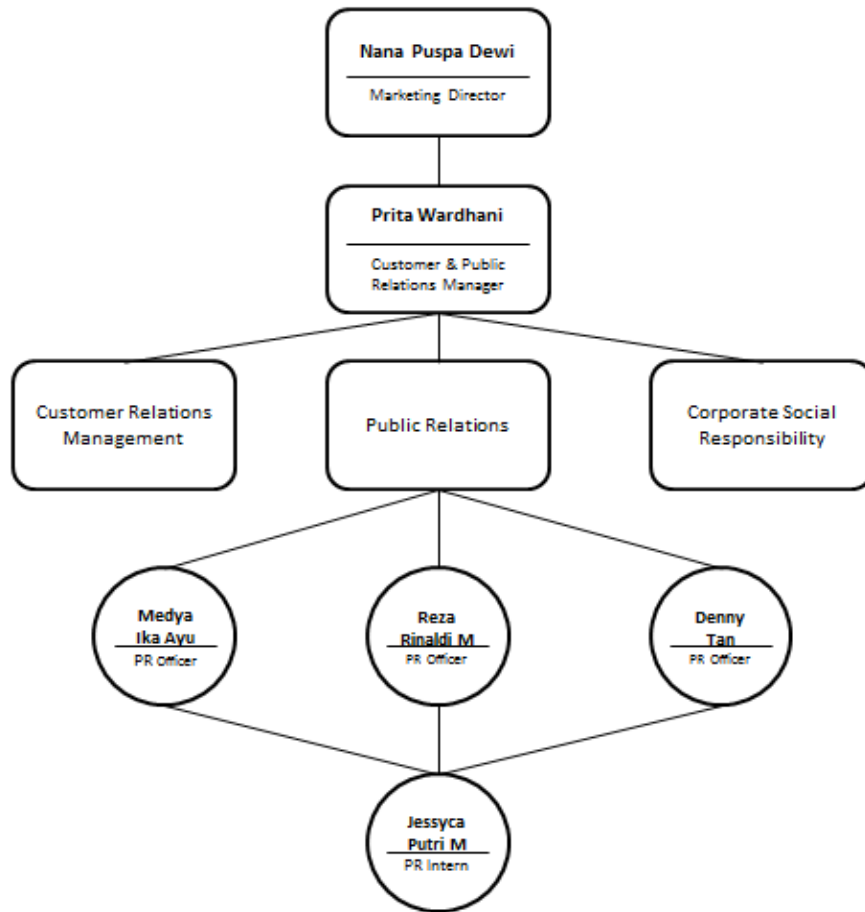 Nana Puspa Dewi
Marketing Director
Prita Wardhani
Customer & Public
Relations Manager
Customer Relations
Management
Public Relations
Corporate Social
Responsibility
Medya
Ika Ayu
PR Officer
Reza
Rinaldi M
PR Officer
Denny
Tan
PR Officer
Jessyca
Putri M
PR Intern